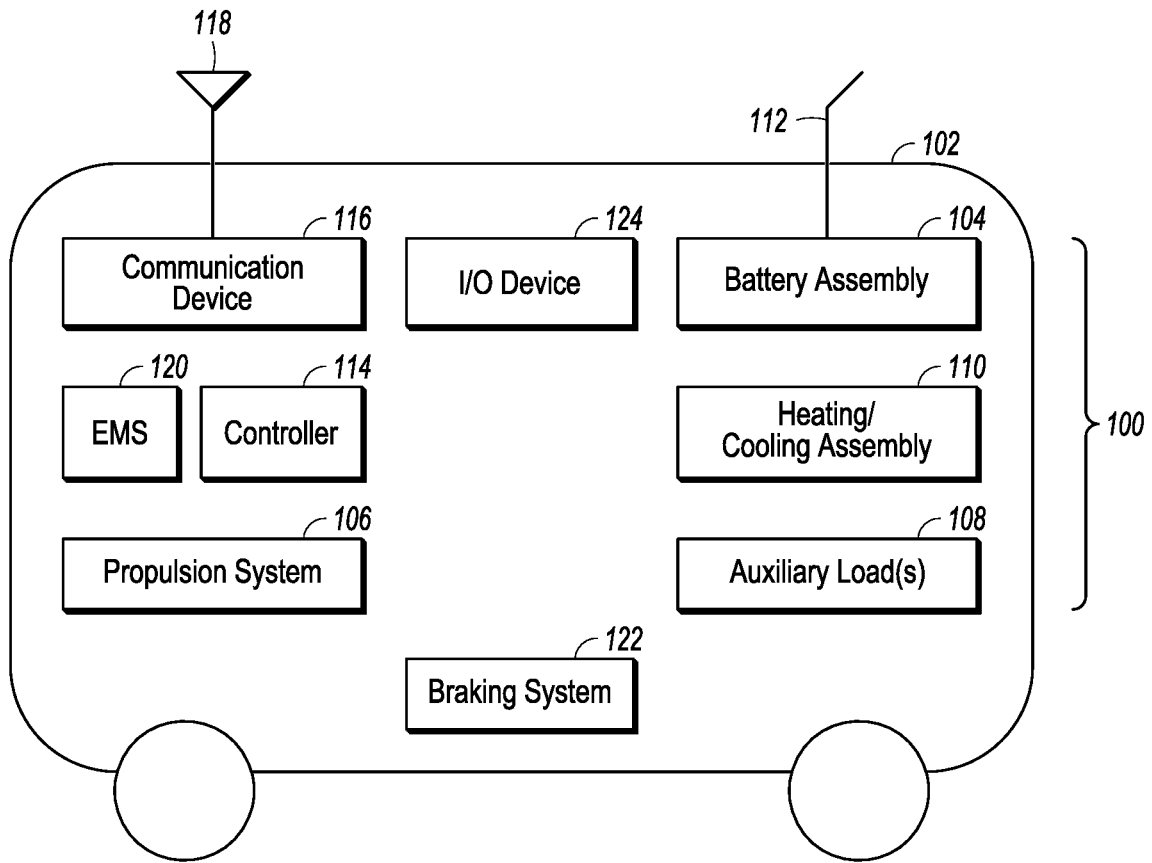 118
112
102
116
124
104
Communication
Device
I/O Device
Battery Assembly
120
114
110
EMS
Controller
Heating/
Cooling Assembly
100
106
108
Propulsion System
Auxiliary Load(s)
122
Braking System